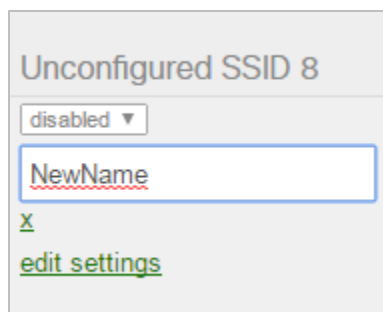 Unconfigured SSID 8
disabled ▼
NewName
x
edit settings